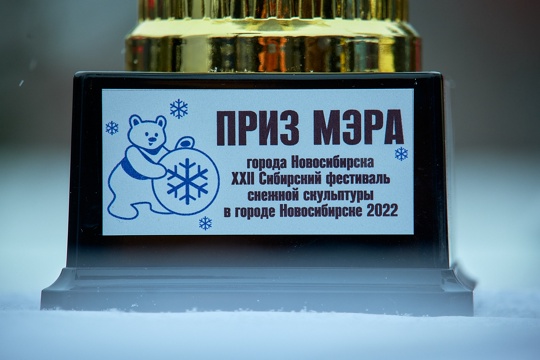 ПРИЗ МЭРА
города Новосибирска
XXII Сибирский фестиваль
снежной скульптуры
в городе Новосибирске 2022